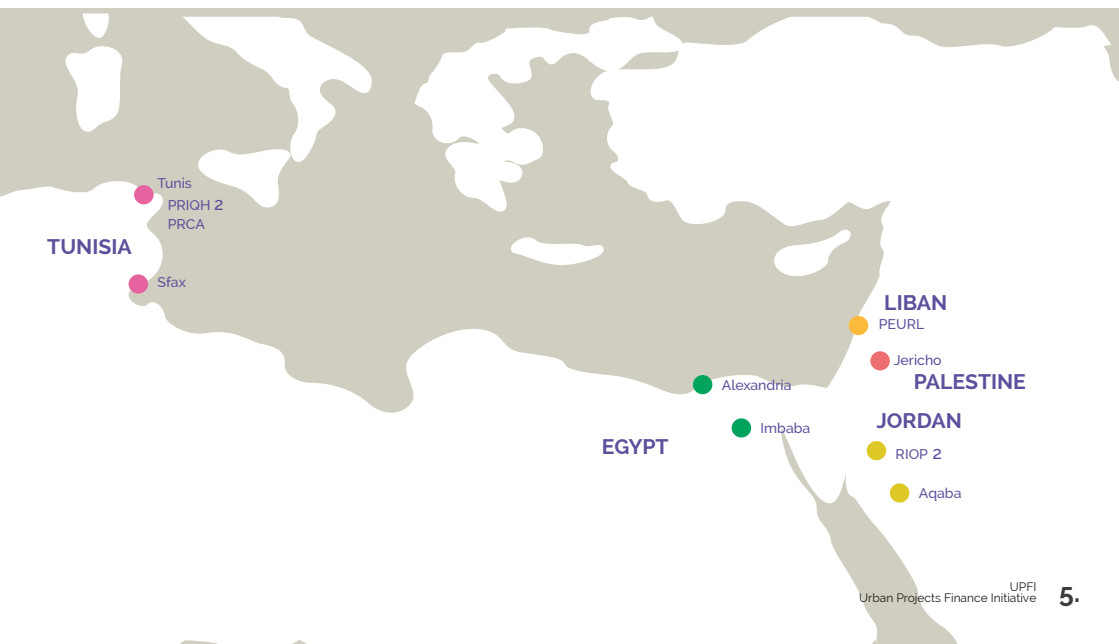 Tunis
PRIQH 2
PRCA
TUNISIA
Sfax
LIBAN
PEURL
Jericho
PALESTINE
Alexandria
JORDAN
Imbaba
EGYPT
RIOP 2
Aqaba
UPFI
Urban Projects Finance Initiative
5.